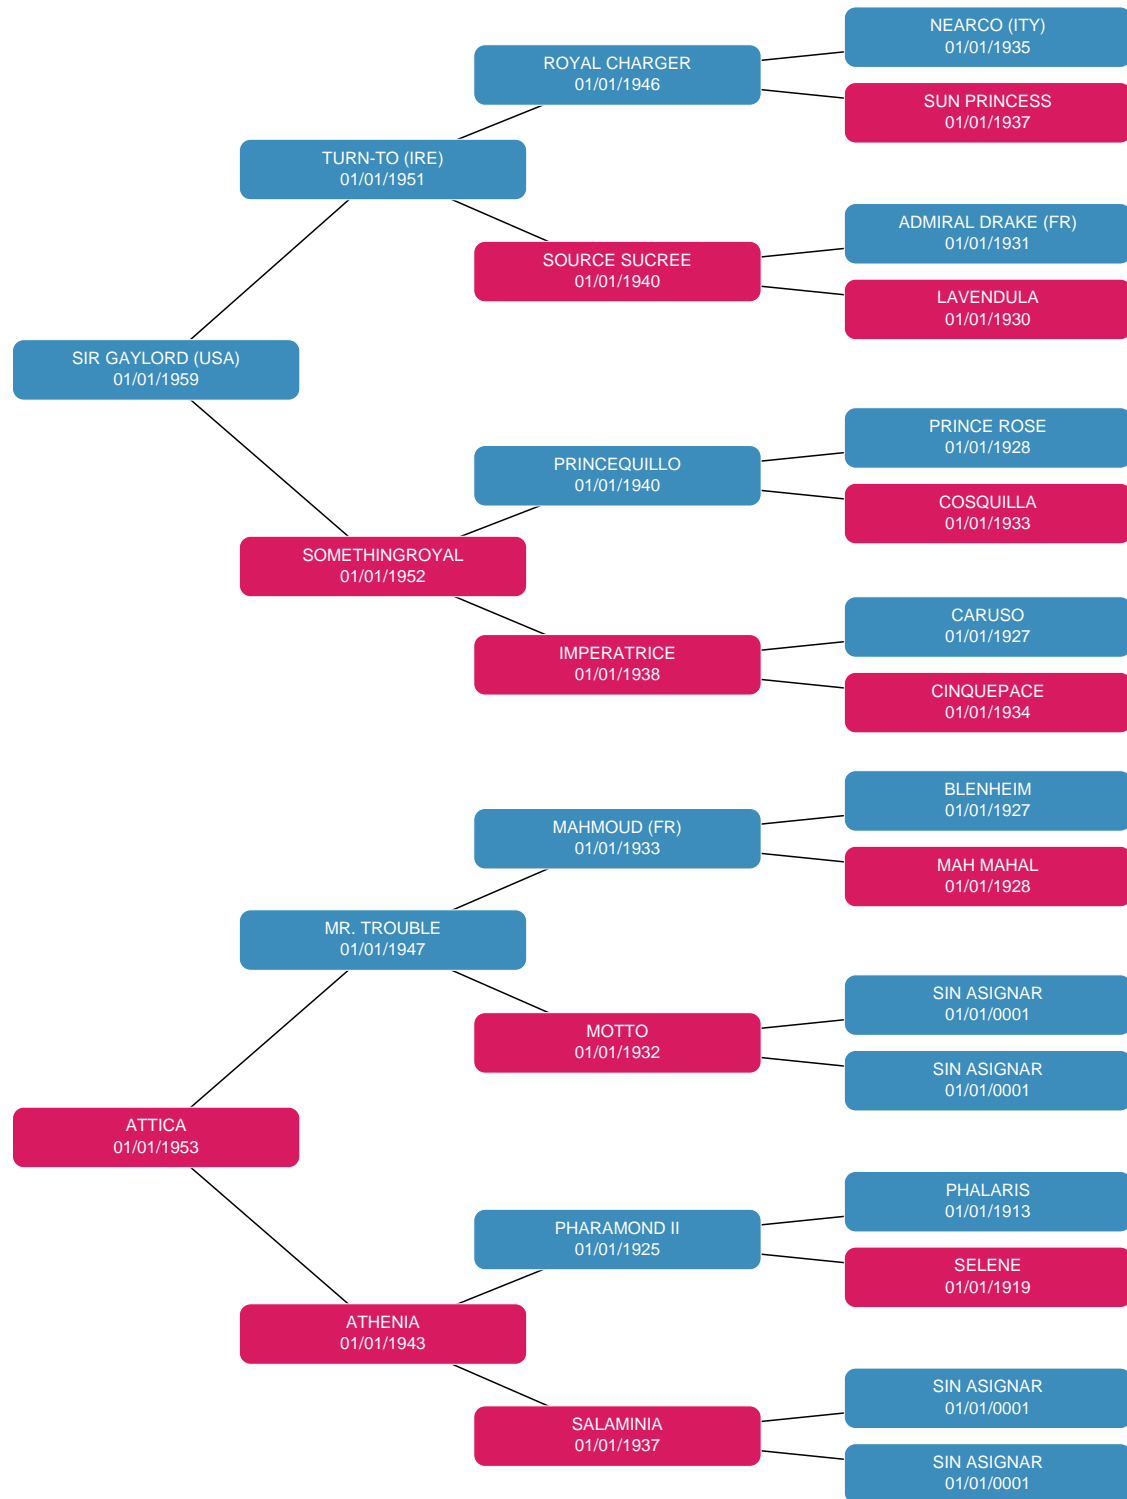 NEARCO (ITY)
01/01/1935
ROYAL CHARGER
01/01/1946
SUN PRINCESS
01/01/1937
TURN-TO (IRE)
01/01/1951
ADMIRAL DRAKE (FR)
01/01/1931
SOURCE SUCREE
01/01/1940
LAVENDULA
01/01/1930
SIR GAYLORD (USA)
01/01/1959
PRINCE ROSE
01/01/1928
PRINCEQUILLO
01/01/1940
COSQUILLA
01/01/1933
SOMETHINGROYAL
01/01/1952
CARUSO
01/01/1927
IMPERATRICE
01/01/1938
CINQUEPACE
01/01/1934
BLENHEIM
01/01/1927
MAHMOUD (FR)
01/01/1933
MAH MAHAL
01/01/1928
MR. TROUBLE
01/01/1947
SIN ASIGNAR
01/01/0001
MOTTO
01/01/1932
SIN ASIGNAR
01/01/0001
ATTICA
01/01/1953
PHALARIS
01/01/1913
PHARAMOND II
01/01/1925
SELENE
01/01/1919
ATHENIA
01/01/1943
SIN ASIGNAR
01/01/0001
SALAMINIA
01/01/1937
SIN ASIGNAR
01/01/0001